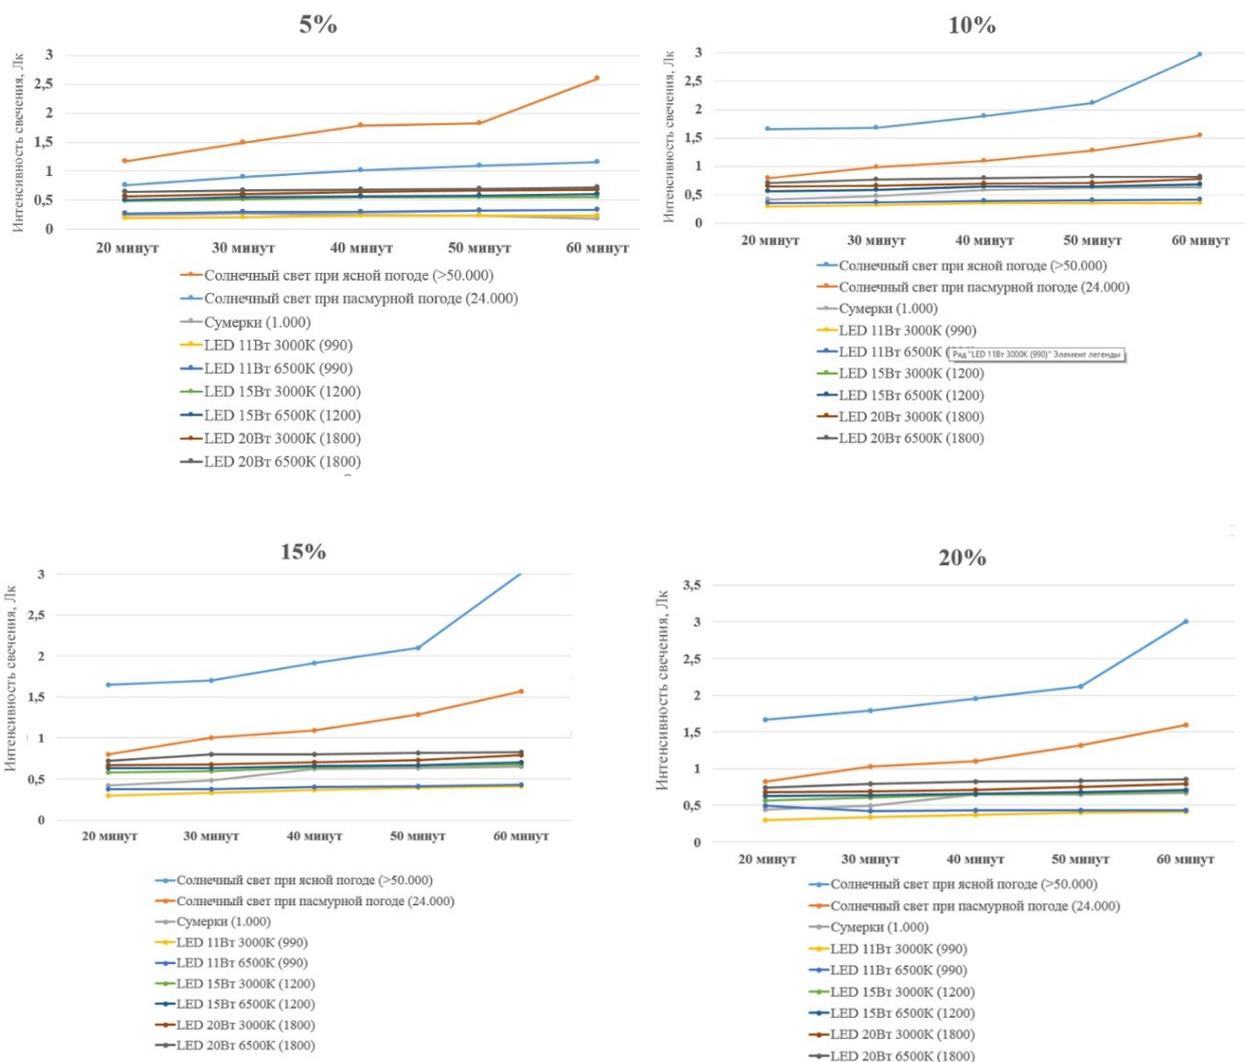 5%
Интенсивность свечения, Лк
3
2,5
2
1,5
1
0,5
0
20 минут 30 минут 40 минут 50 минут 60 минут
Солнечный свет при ясной погоде (>50.000)
Солнечный свет при пасмурной погоде (24.000)
Сумерки (1.000)
LED 11Вт 3000К (990)
LED 11Вт 6500К (990)
LED 15Вт 3000К (1200)
LED 15Вт 6500К (1200)
LED 20Вт 3000К (1800)
LED 20Вт 6500К (1800)
10%
Интенсивность свечения, Лк
3
2,5
2
1,5
1
0,5
0
20 минут 30 минут 40 минут 50 минут 60 минут
Солнечный свет при ясной погоде (>50.000)
Солнечный свет при пасмурной погоде (24.000)
Сумерки (1.000)
LED 11Вт 3000К (990)
LED 11Вт 6500К
Ряд "LED 11Вт 3000К (990)" Элемент легенды
LED 15Вт 3000К (1200)
LED 15Вт 6500К (1200)
LED 20Вт 3000К (1800)
LED 20Вт 6500К (1800)
15%
Интенсивность свечения, Лк
3
2,5
2
1,5
1
0,5
0
20 минут 30 минут 40 минут 50 минут 60 минут
Солнечный свет при ясной погоде (>50.000)
Солнечный свет при пасмурной погоде (24.000)
Сумерки (1.000)
LED 11Вт 3000К (990)
LED 11Вт 6500К (990)
LED 15Вт 3000К (1200)
LED 15Вт 6500К (1200)
LED 20Вт 3000К (1800)
LED 20Вт 6500К (1800)
20%
Интенсивность свечения, Лк
3,5
3
2,5
2
1,5
1
0,5
0
20 минут 30 минут 40 минут 50 минут 60 минут
Солнечный свет при ясной погоде (>50.000)
Солнечный свет при пасмурной погоде (24.000)
Сумерки (1.000)
LED 11Вт 3000К (990)
LED 11Вт 6500К (990)
LED 15Вт 3000К (1200)
LED 15Вт 6500К (1200)
LED 20Вт 3000К (1800)
LED 20Вт 6500К (1800)